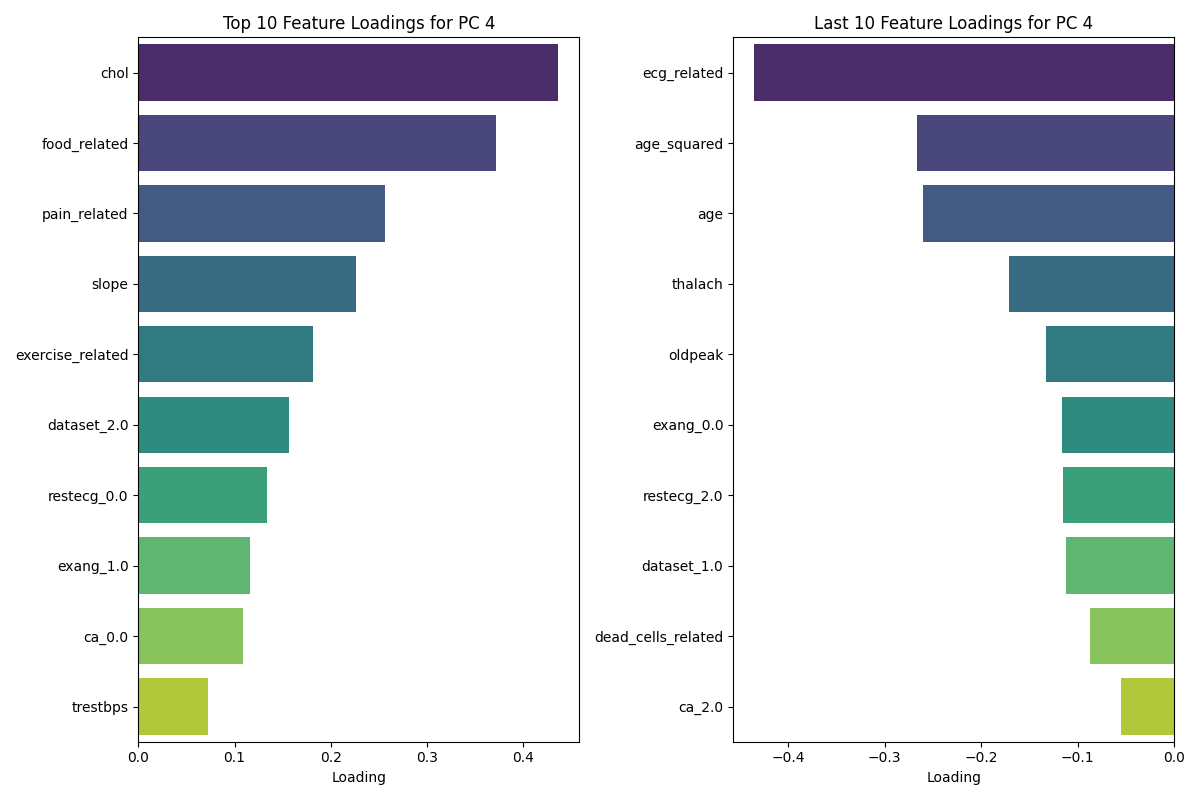 Top 10 Feature Loadings for PC 4
chol
food_related
pain_related
slope
exercise_related
dataset_2.0
restecg_0.0
exang_1.0
ca_0.0
trestbps
0.0 0.1 0.2 0.3 0.4
Loading
Last 10 Feature Loadings for PC 4
ecg_related
age_squared
age
thalach
oldpeak
exang_0.0
restecg_2.0
dataset_1.0
dead_cells_related
ca_2.0
−0.4 −0.3 −0.2 −0.1 0.0
Loading